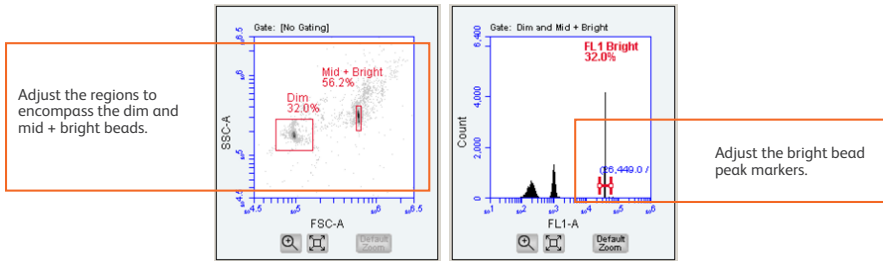 Adjust the regions to
encompass the dim and
mid + bright beads.
Gate: [No Gating]
Mid + Bright
56.2%
Dim
32.0%
SSC-A
FSC-A
Default
Zoom
Gate: Dim and Mid + Bright
FL1 Bright
32.0%
6,400
4,000
2,000
0
Count
FL1-A
Default
Zoom
Adjust the bright bead
peak markers.